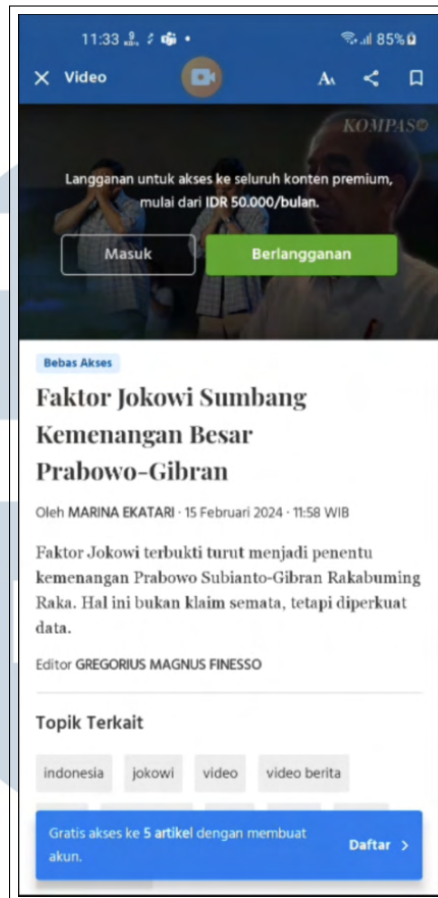 11:33
85%
Video
AA
KOMPAS
Langganan untuk akses ke seluruh konten premium,
mulai dari IDR 50.000/bulan.
Masuk
Berlangganan
Bebas Akses
Faktor Jokowi Sumbang
Kemenangan Besar
Prabowo-Gibran
Oleh MARINA EKATARI · 15 Februari 2024 · 11:58 WIB
Faktor Jokowi terbukti turut menjadi penentu
kemenangan Prabowo Subianto-Gibran Rakabuming
Raka. Hal ini bukan klaim semata, tetapi diperkuat
data.
Editor GREGORIUS MAGNUS FINESSO
Topik Terkait
indonesia jokowi video video berita
Gratis akses ke 5 artikel dengan membuat
akun.
Daftar